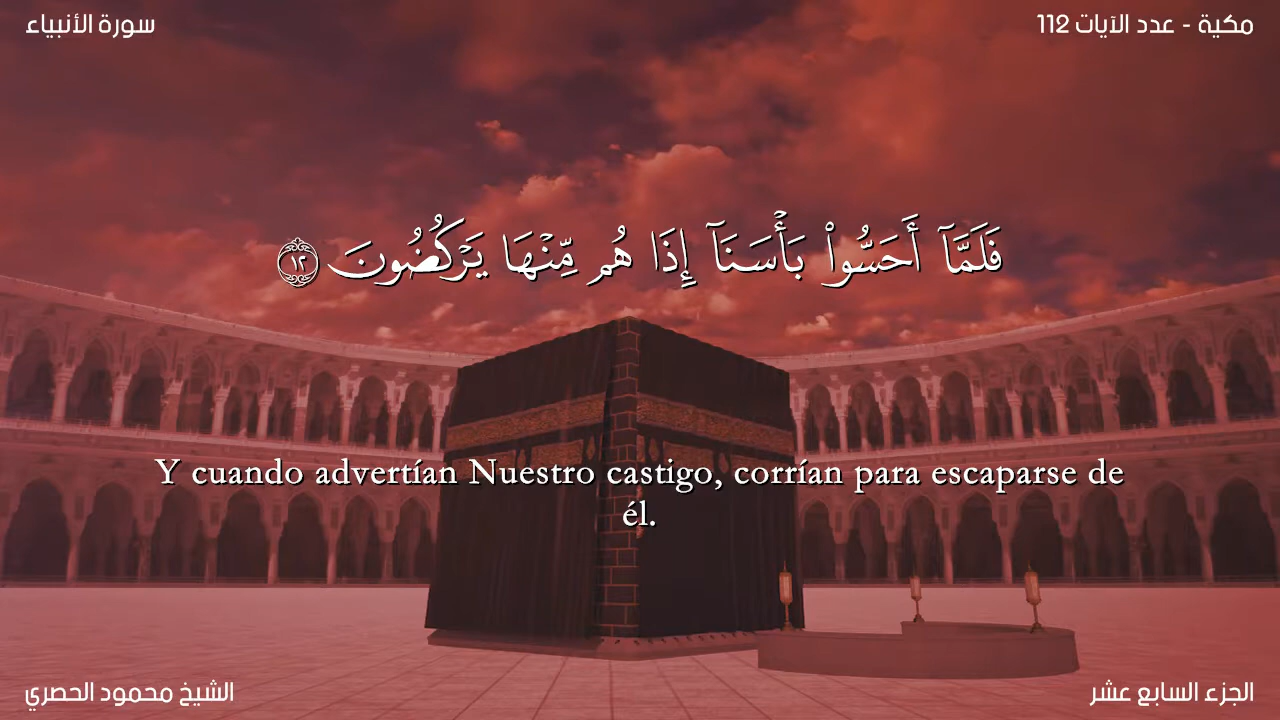 مكية - عدد الآيات 112
سورة الأنبياء
فَلَمَّآ أَحَسُّوا۟ بَأْسَنَآ إِذَا هُم مِّنْهَا يَرْكُضُونَ ١٢
Y cuando advertían Nuestro castigo, corrían para escaparse de
él.
الجزء السابع عشر
الشيخ محمود الحصري